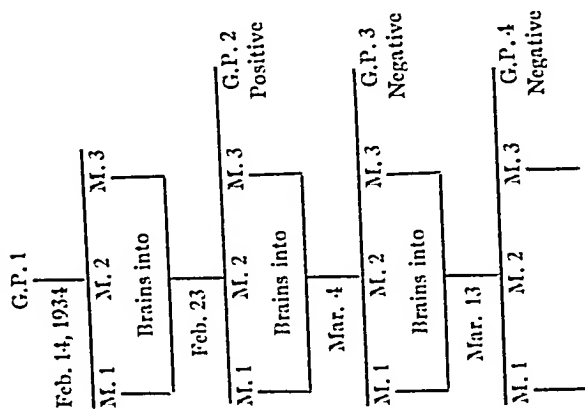 G.P. 1
Feb. 14, 1934
M. 1 M. 2 M. 3
Brains into
Feb. 23
M. 1 M. 2 M. 3 G.P. 2
Positive
Brains into
Mar. 4
M. 1 M. 2 M. 3 G.P. 3
Negative
Brains into
Mar. 13
M. 1 M. 2 M. 3 G.P. 4
Negative